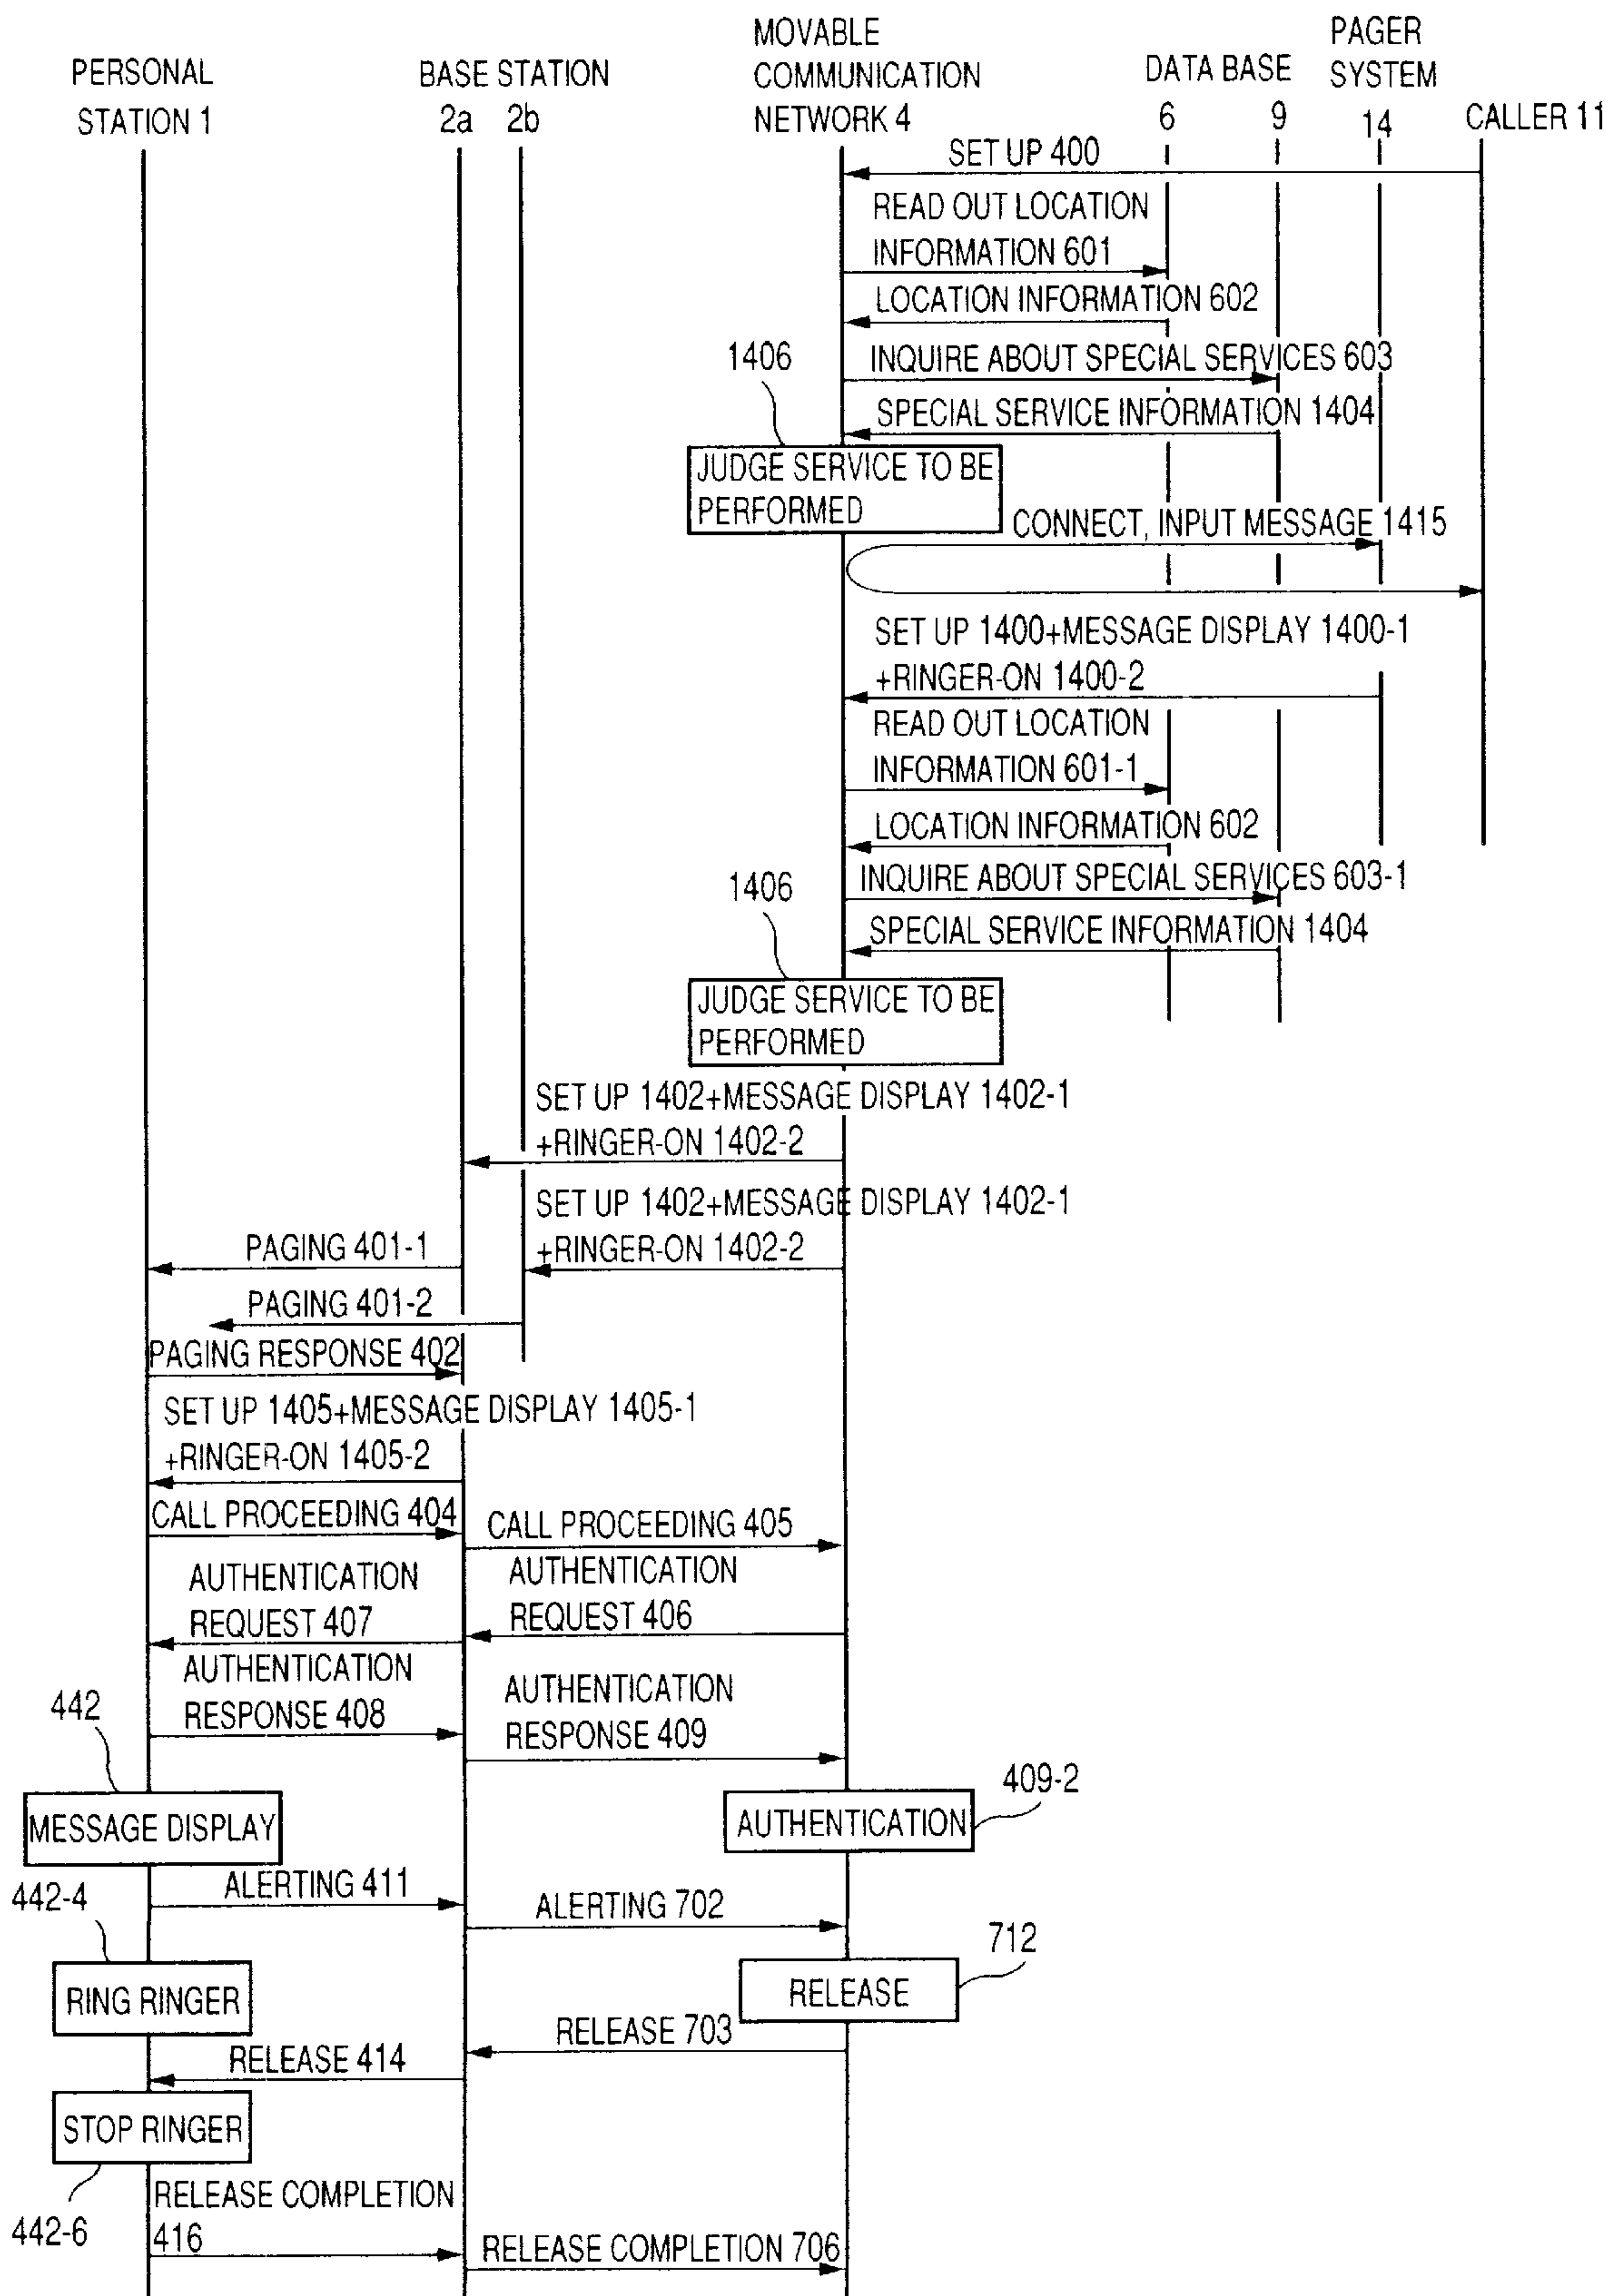 PERSONAL
STATION 1
BASE STATION
2a 2b
MOVABLE
COMMUNICATION
NETWORK 4
DATA BASE
6 9
PAGER
SYSTEM
14
CALLER 11
SET UP 400
READ OUT LOCATION
INFORMATION 601
LOCATION INFORMATION 602
INQUIRE ABOUT SPECIAL SERVICES 603
1406
SPECIAL SERVICE INFORMATION 1404
JUDGE SERVICE TO BE
PERFORMED
CONNECT, INPUT MESSAGE 1415
SET UP 1400+MESSAGE DISPLAY 1400-1
+RINGER-ON 1400-2
READ OUT LOCATION
INFORMATION 601-1
LOCATION INFORMATION 602
INQUIRE ABOUT SPECIAL SERVICES 603-1
1406
SPECIAL SERVICE INFORMATION 1404
JUDGE SERVICE TO BE
PERFORMED
SET UP 1402+MESSAGE DISPLAY 1402-1
+RINGER-ON 1402-2
SET UP 1402+MESSAGE DISPLAY 1402-1
+RINGER-ON 1402-2
PAGING 401-1
PAGING 401-2
PAGING RESPONSE 402
SET UP 1405+MESSAGE DISPLAY 1405-1
+RINGER-ON 1405-2
CALL PROCEEDING 404
CALL PROCEEDING 405
AUTHENTICATION
REQUEST 406
AUTHENTICATION
REQUEST 407
AUTHENTICATION
RESPONSE 408
AUTHENTICATION
RESPONSE 409
442
MESSAGE DISPLAY
409-2
AUTHENTICATION
ALERTING 411
442-4
ALERTING 702
712
RING RINGER
RELEASE
RELEASE 703
RELEASE 414
STOP RINGER
442-6
RELEASE COMPLETION
416
RELEASE COMPLETION 706